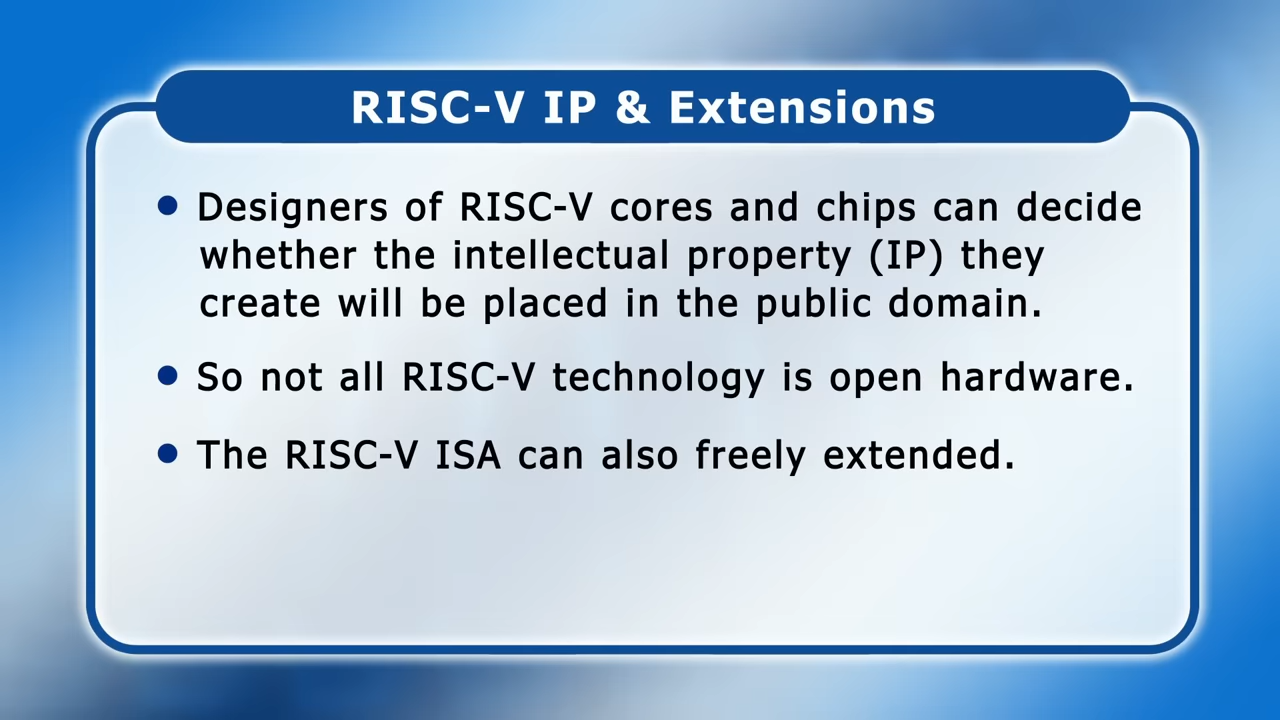 RISC-V IP & Extensions
• Designers of RISC-V cores and chips can decide
whether the intellectual property (IP) they
create will be placed in the public domain.
• So not all RISC-V technology is open hardware.
• The RISC-V ISA can also freely extended.